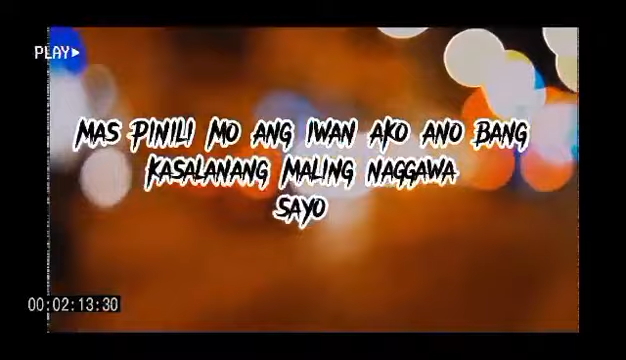 PLAY▶
MAS PINILI MO ANG IWAN AKO ANO BANG
KASALANANG MALING NAGGAWA
SAYO
00:02:13:30